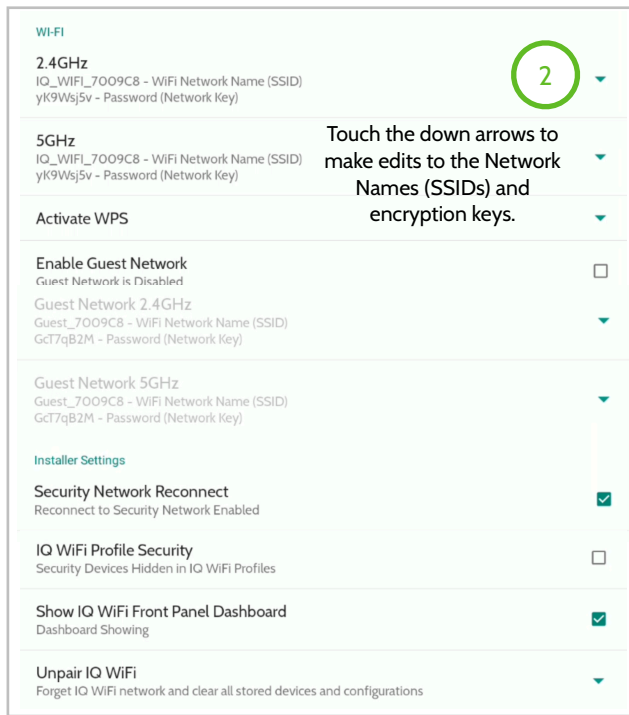 WI-FI
2.4GHz
IQ_WIFI_7009C8 – WiFi Network Name (SSID)
yK9Wsj5v – Password (Network Key)
2
5GHz
IQ_WIFI_7009C8 – WiFi Network Name (SSID)
yK9Wsj5v – Password (Network Key)
Touch the down arrows to
make edits to the Network
Names (SSIDs) and
encryption keys.
Activate WPS
Enable Guest Network
Guest Network is Disabled
Guest Network 2.4GHz
Guest_7009C8 – WiFi Network Name (SSID)
GcT7qB2M – Password (Network Key)
Guest Network 5GHz
Guest_7009C8 – WiFi Network Name (SSID)
GcT7qB2M – Password (Network Key)
Installer Settings
Security Network Reconnect
Reconnect to Security Network Enabled
IQ WiFi Profile Security
Security Devices Hidden in IQ WiFi Profiles
Show IQ WiFi Front Panel Dashboard
Dashboard Showing
Unpair IQ WiFi
Forget IQ WiFi network and clear all stored devices and configurations